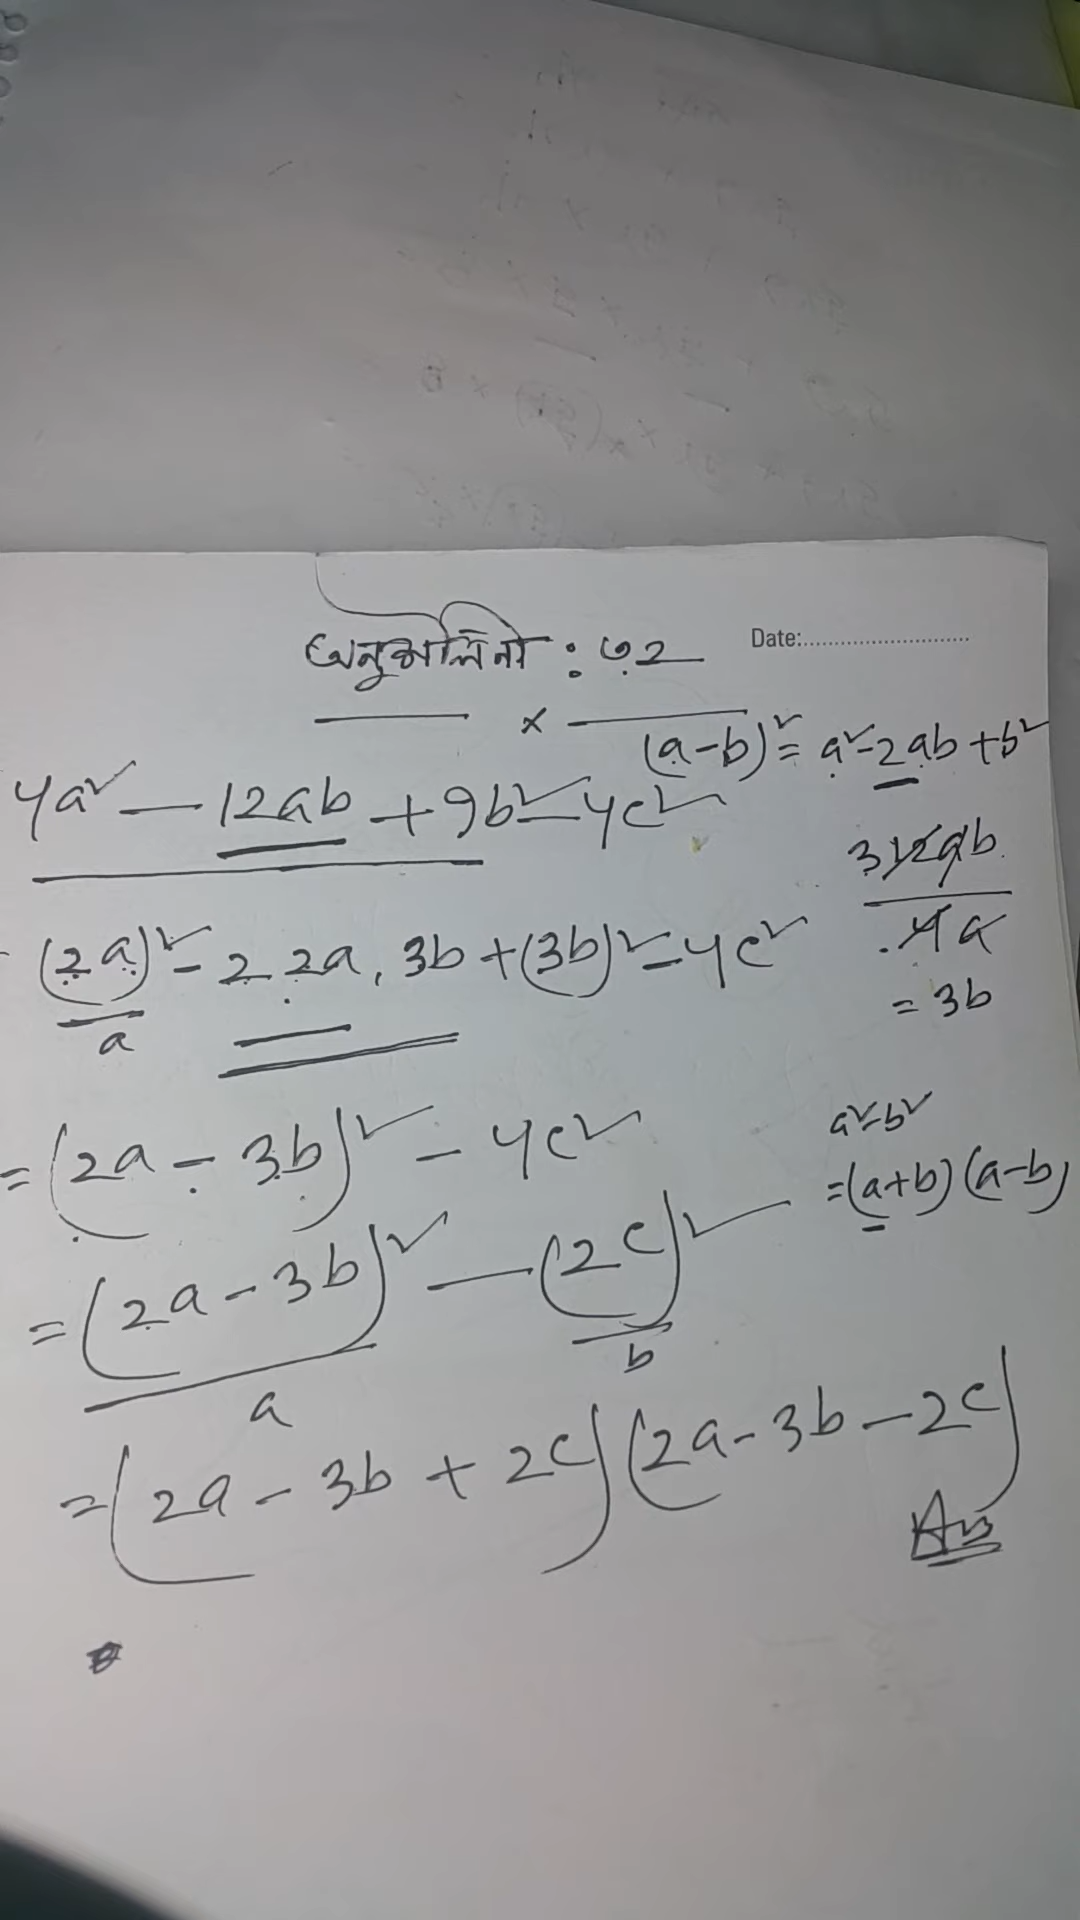 অনুশীলনী : ৩.২
Date:
x
(a-b)² = a²-2ab+b²
4a² - 12ab + 9b² - 4c²
312ab
4a
= 3b
(2a)² - 2.2a.3b + (3b)² - 4c²
a
= (2a - 3b)² - 4c²
a²-b²
= (a+b) (a-b)
= (2a - 3b)² - (2c)²
a
b
= (2a - 3b + 2c) (2a - 3b - 2c)
Ans